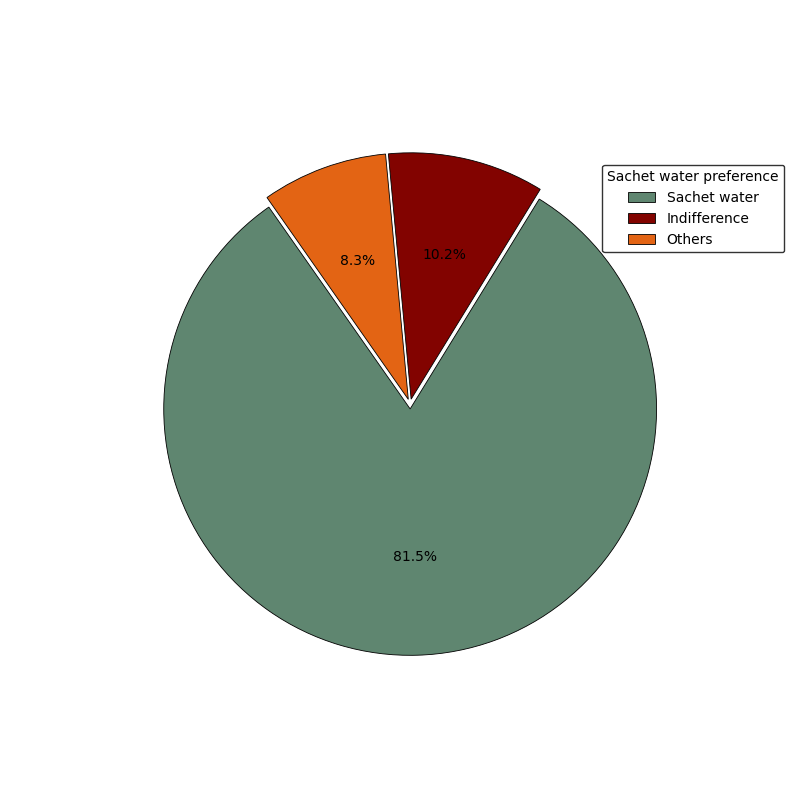 Sachet water preference
Sachet water
Indifference
Others
8.3%
10.2%
81.5%